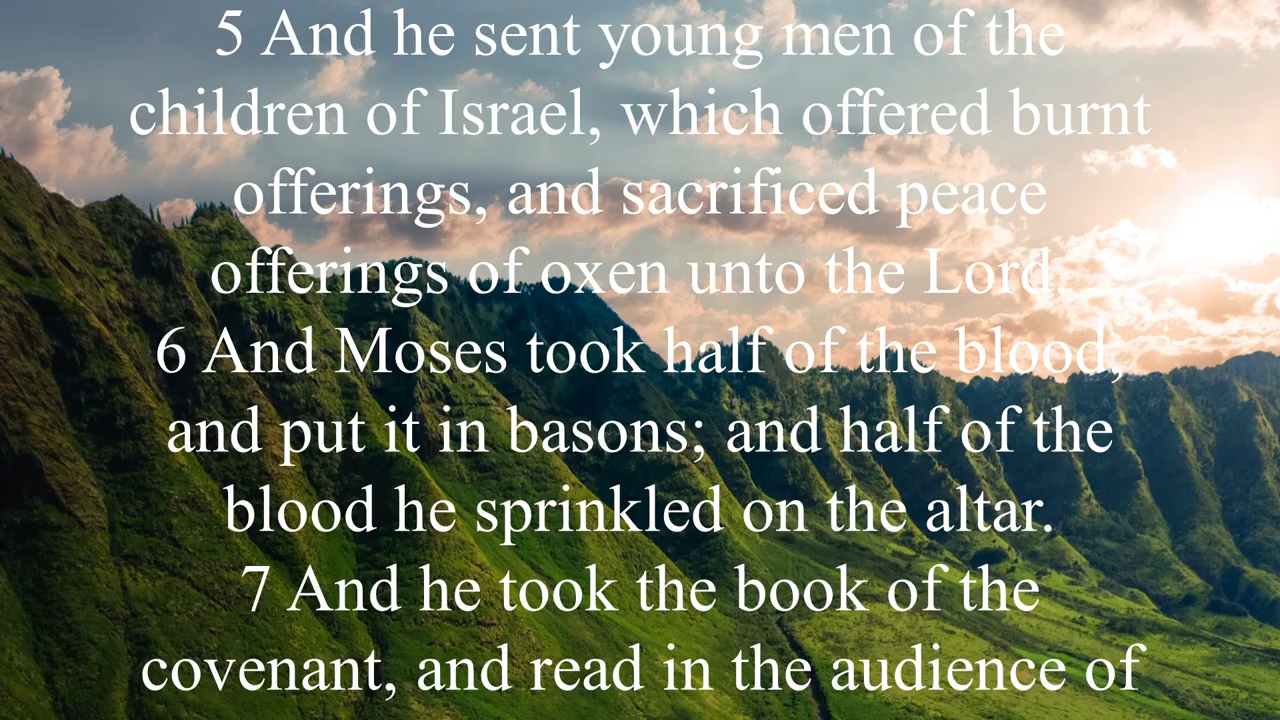 5 And he sent young men of the
children of Israel, which offered burnt
offerings, and sacrificed peace
offerings of oxen unto the Lord.
6 And Moses took half of the blood,
and put it in basons; and half of the
blood he sprinkled on the altar.
7 And he took the book of the
covenant, and read in the audience of